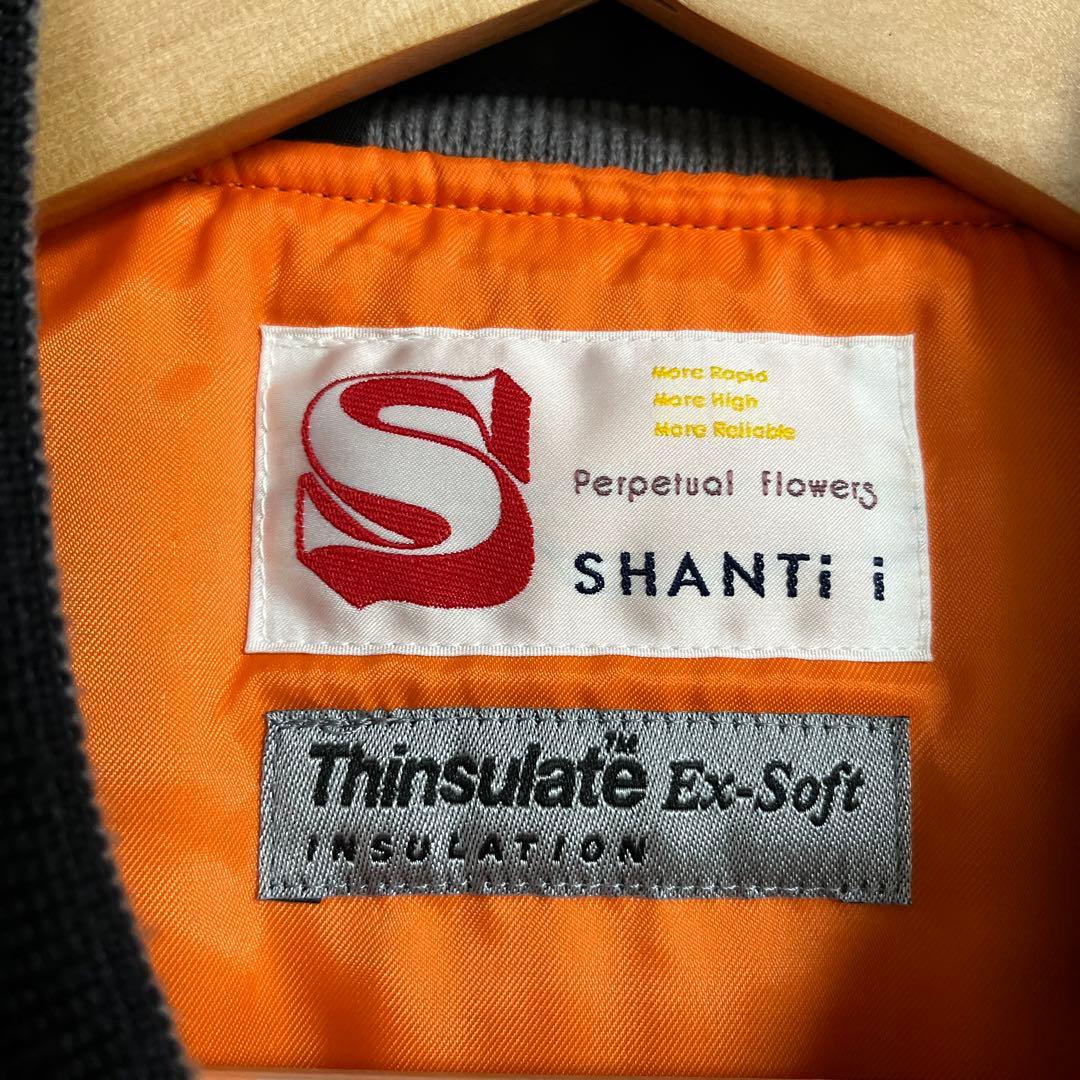 S
More Rapid
More High
More Reliable
Perpetual flowers
SHANTi i
Thinsulate™ Ex-Soft
INSULATION